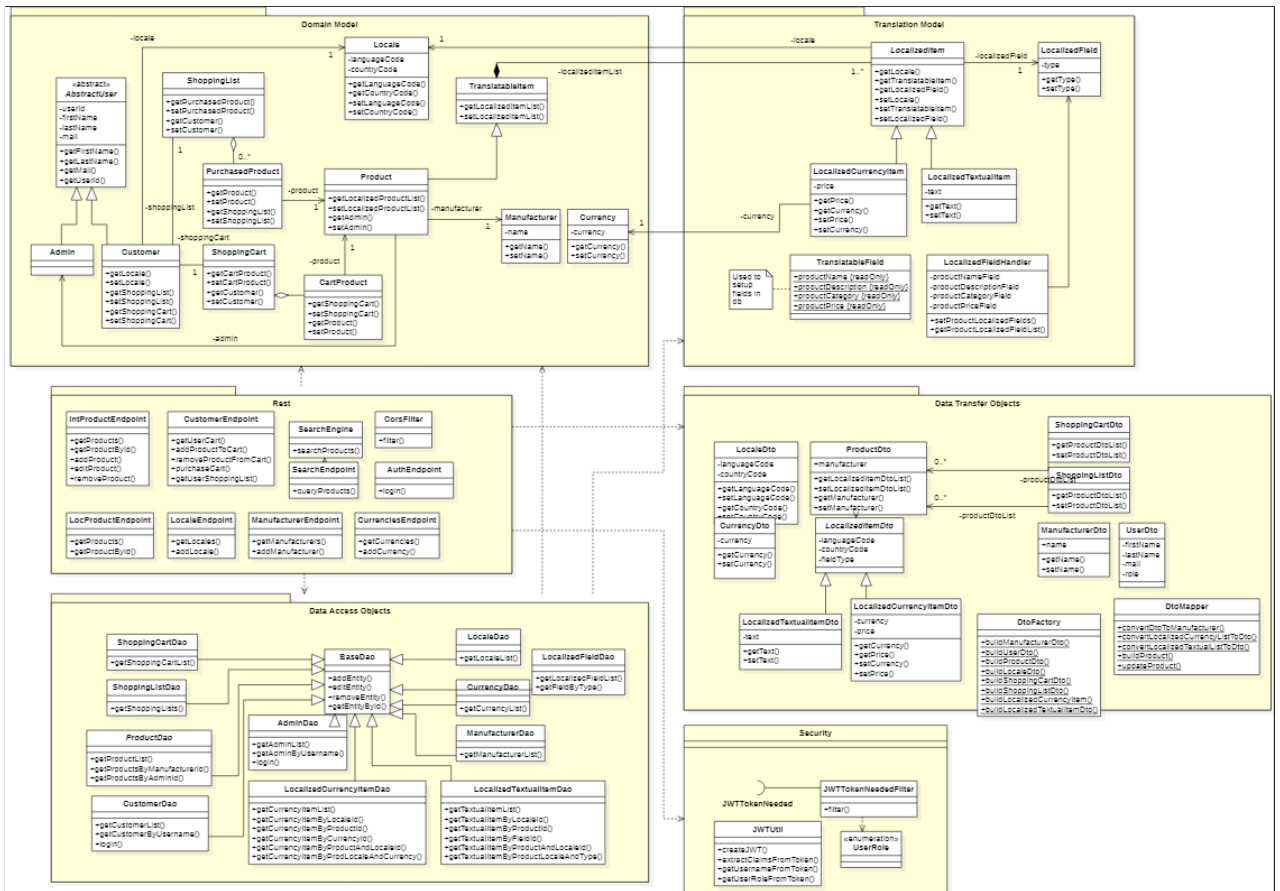 Domain Model
-locale
1
1
Locale
-languageCode
-countryCode
+getLanguageCode()
+getCountryCode()
+setLanguageCode()
+setCountryCode()
ShoppingList
+getPurchasedProduct()
+setPurchasedProduct()
+getCustomer()
+setCustomer()
«abstract»
AbstractUser
-userId
-firstName
-lastName
-mail
+getFirstName()
+getLastName()
+getMail()
+getUserId()
TranslatableItem
+getLocalizedItemList()
+setLocalizedItemList()
1
0..*
PurchasedProduct
+getProduct()
+setProduct()
+getShoppingList()
+setShoppingList()
-product
1
Product
+getLocalizedProductList()
+setLocalizedProductList()
+getAdmin()
+setAdmin()
-manufacturer
1
Manufacturer
-name
+getName()
+setName()
Currency
-currency
+getCurrency()
+setCurrency()
-shoppingList
-shoppingCart
1
Admin
Customer
+getLocale()
+setLocale()
+getShoppingList()
+setShoppingList()
+getShoppingCart()
+setShoppingCart()
ShoppingCart
+getCartProduct()
+setCartProduct()
+getCustomer()
+setCustomer()
-product
1
CartProduct
+getShoppingCart()
+setShoppingCart()
+getProduct()
+setProduct()
-admin
Translation Model
-locale
-localizedItemList
1..*
LocalizedItem
+getLocale()
+getTranslatableItem()
+getLocalizedField()
+setLocale()
+setTranslatableItem()
+setLocalizedField()
-localizedField
1
LocalizedField
-type
+getType()
+setType()
LocalizedCurrencyItem
-price
+getPrice()
+getCurrency()
+setPrice()
+setCurrency()
LocalizedTextualItem
-text
+getText()
+setText()
-currency
1
Used to
setup
fields in
db
TranslatableField
+productName {readOnly}
+productDescription {readOnly}
+productCategory {readOnly}
+productPrice {readOnly}
LocalizedFieldHandler
-productNameField
-productDescriptionField
-productCategoryField
-productPriceField
+setProductLocalizedFields()
+getProductLocalizedFieldList()
Rest
IntProductEndpoint
+getProducts()
+getProductById()
+addProduct()
+editProduct()
+removeProduct()
CustomerEndpoint
+getUserCart()
+addProductToCart()
+removeProductFromCart()
+purchaseCart()
+getUserShoppingList()
SearchEngine
+searchProducts()
SearchEndpoint
+queryProducts()
CorsFilter
+filter()
AuthEndpoint
+login()
LocProductEndpoint
+getProducts()
+getProductById()
LocaleEndpoint
+getLocales()
+addLocale()
ManufacturerEndpoint
+getManufacturers()
+addManufacturer()
CurrenciesEndpoint
+getCurrencies()
+addCurrency()
Data Transfer Objects
LocaleDto
-languageCode
-countryCode
+getLanguageCode()
+setLanguageCode()
+getCountryCode()
CurrencyDto
-currency
+getCurrency()
+setCurrency()
ProductDto
+manufacturer
+getLocalizedItemDtoList()
+setLocalizedItemDtoList()
+getManufacturer()
+setManufacturer()
ShoppingCartDto
+getProductDtoList()
+setProductDtoList()
0..*
-productDtoList
ShoppingListDto
+getProductDtoList()
+setProductDtoList()
0..*
-productDtoList
LocalizedItemDto
-languageCode
-countryCode
-fieldType
ManufacturerDto
+name
+getName()
+setName()
UserDto
-firstName
-lastName
-mail
-role
LocalizedTextualItemDto
-text
+getText()
+setText()
LocalizedCurrencyItemDto
-currency
-price
+getCurrency()
+getPrice()
+setCurrency()
+setPrice()
DtoFactory
+buildManufacturerDto()
+buildUserDto()
+buildProductDto()
+buildLocaleDto()
+buildShoppingCartDto()
+buildShoppingListDto()
+buildLocalizedCurrencyItem()
+buildLocalizedTextualItemDto()
DtoMapper
+convertDtoToManufacturer()
+convertLocalizedCurrencyListToDto()
+convertLocalizedTextualListToDto()
+buildProduct()
+updateProduct()
Data Access Objects
ShoppingCartDao
+getShoppingCartList()
ShoppingListDao
+getShoppingLists()
ProductDao
+getProductList()
+getProductsByManufacturerId()
+getProductsByAdminId()
CustomerDao
+getCustomerList()
+getCustomerByUsername()
+login()
BaseDao
+addEntity()
+editEntity()
+removeEntity()
+getEntityById()
AdminDao
+getAdminList()
+getAdminByUsername()
+login()
LocaleDao
+getLocaleList()
LocalizedFieldDao
+getLocalizedFieldList()
+getFieldByType()
CurrencyDao
+getCurrencyList()
ManufacturerDao
+getManufacturerList()
LocalizedCurrencyItemDao
+getCurrencyItemList()
+getCurrencyItemByLocaleId()
+getCurrencyItemByProductId()
+getCurrencyItemByCurrencyId()
+getCurrencyItemByProductAndLocaleId()
+getCurrencyItemByProdLocaleAndCurrency()
LocalizedTextualItemDao
+getTextualItemList()
+getTextualItemByLocaleId()
+getTextualItemByProductId()
+getTextualItemByFieldId()
+getTextualItemByProductAndLocaleId()
+getTextualItemByProductLocaleAndType()
Security
JWTTokenNeeded
JWTTokenNeededFilter
+filter()
JWTUtil
+createJWT()
+extractClaimsFromToken()
+getUsernameFromToken()
+getUserRoleFromToken()
«enumeration»
UserRole